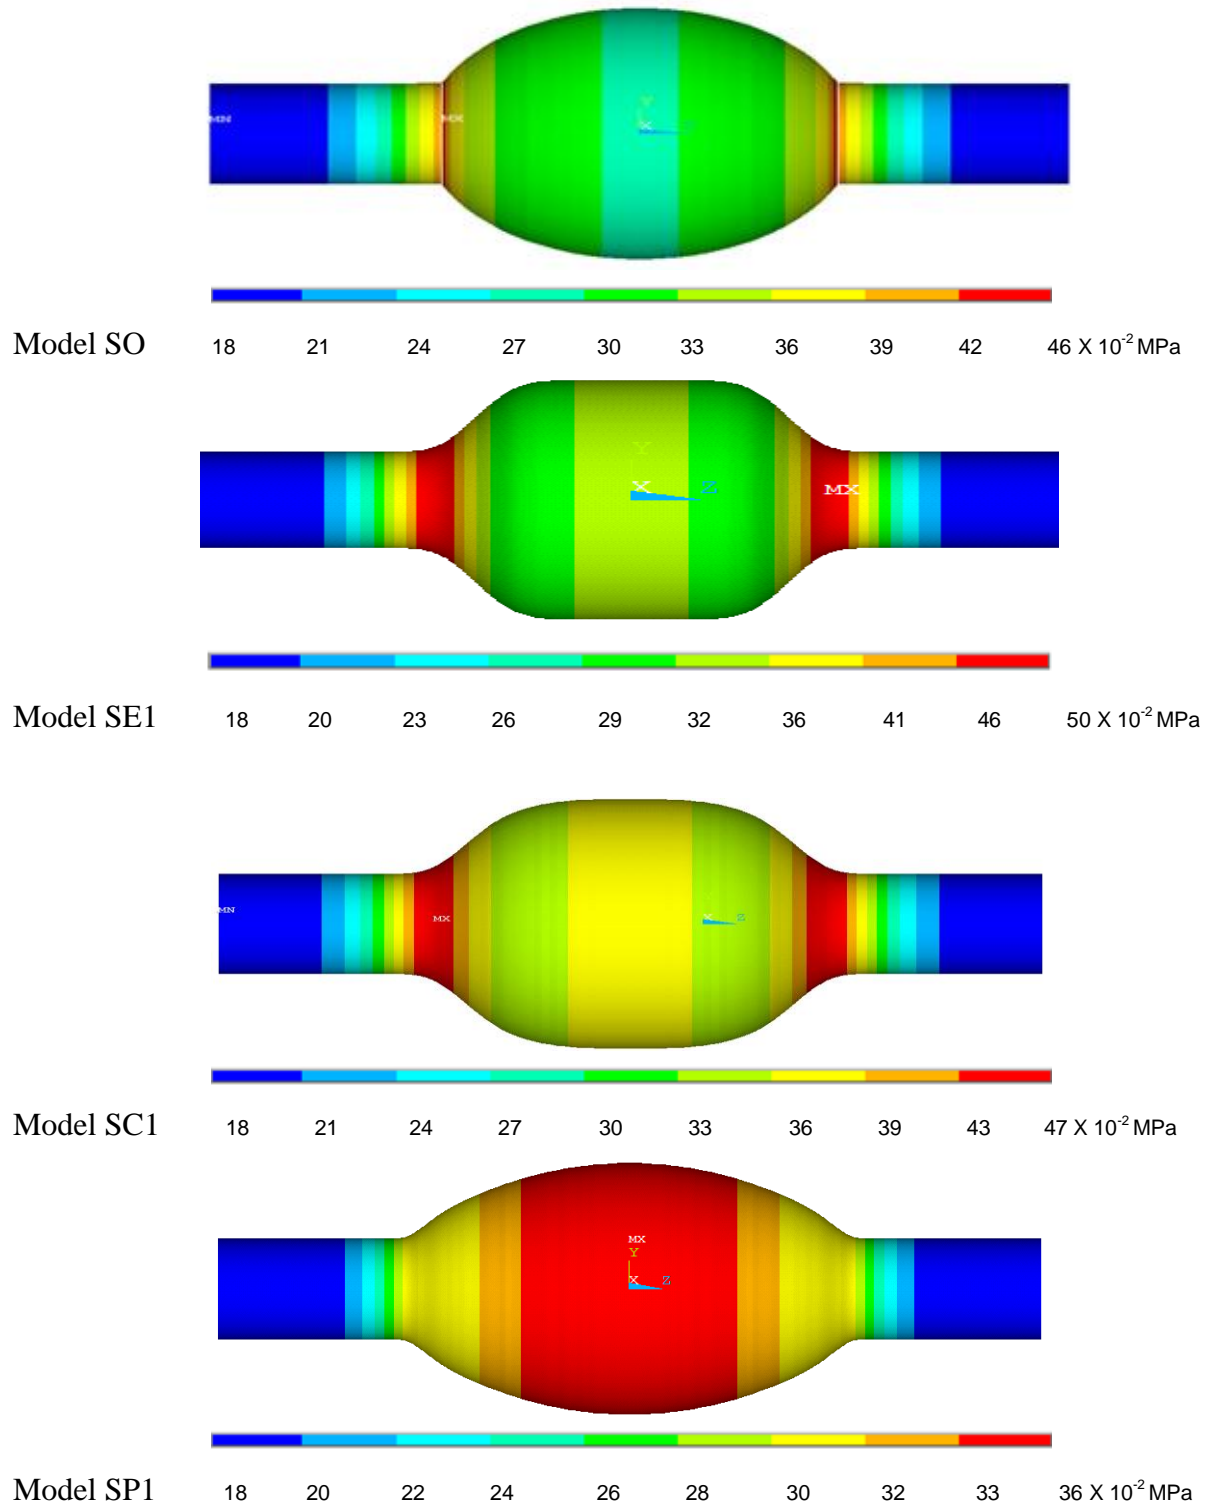 MN
MX
Y
X
Model SO 18 21 24 27 30 33 36 39 42 46 X 10-2 MPa
Y
X Z
MX
Model SE1 18 20 23 26 29 32 36 41 46 50 X 10-2 MPa
MN
MX
X Z
Model SC1 18 21 24 27 30 33 36 39 43 47 X 10-2 MPa
MX
Y
X Z
Model SP1 18 20 22 24 26 28 30 32 33 36 X 10-2 MPa